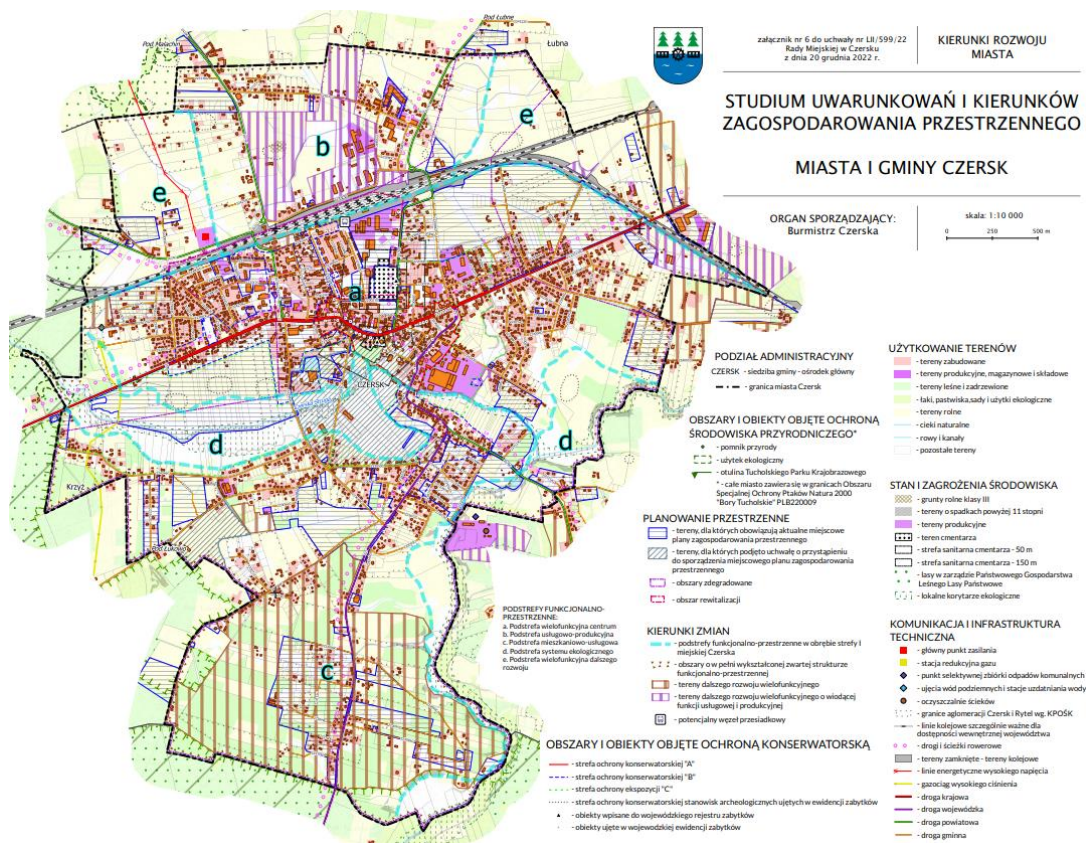 załącznik nr 6 do uchwały nr LII/599/22
Rady Miejskiej w Czersku
z dnia 20 grudnia 2022 r.
KIERUNKI ROZWOJU
MIASTA
STUDIUM UWARUNKOWAŃ I KIERUNKÓW
ZAGOSPODAROWANIA PRZESTRZENNEGO
MIASTA I GMINY CZERSK
ORGAN SPORZĄDZAJĄCY:
Burmistrz Czerska
skala: 1:10 000
0 250 500 m
Pod Łubne
Łubna
Pod Malachin
e
b
e
a
CZERSK
d
d
Krzyż
Pod Łukowo
c
PODZIAŁ ADMINISTRACYJNY
CZERSK - siedziba gminy - ośrodek główny
- granica miasta Czersk
OBSZARY I OBIEKTY OBJĘTE OCHRONĄ
ŚRODOWISKA PRZYRODNICZEGO*
- pomnik przyrody
- użytek ekologiczny
- otulina Tucholskiego Parku Krajobrazowego
* - całe miasto zawiera się w granicach Obszaru
Specjalnej Ochrony Ptaków Natura 2000
"Bory Tucholskie" PLB220009
PLANOWANIE PRZESTRZENNE
- tereny, dla których obowiązują aktualne miejscowe
plany zagospodarowania przestrzennego
- tereny, dla których podjęto uchwałę o przystąpieniu
do sporządzenia miejscowego planu zagospodarowania
przestrzennego
- obszary zdegradowane
- obszar rewitalizacji
PODSTREFY FUNKCJONALNO-
PRZESTRZENNE:
a. Podstrefa wielofunkcyjna centrum
b. Podstrefa usługowo-produkcyjna
c. Podstrefa mieszkaniowo-usługowa
d. Podstrefa systemu ekologicznego
e. Podstrefa wielofunkcyjna dalszego
rozwoju
KIERUNKI ZMIAN
- podstrefy funkcjonalno-przestrzenne w obrębie strefy I
miejskiej Czerska
- obszary o w pełni wykształconej zwartej strukturze
funkcjonalno-przestrzennej
- tereny dalszego rozwoju wielofunkcyjnego
- tereny dalszego rozwoju wielofunkcyjnego o wiodącej
funkcji usługowej i produkcyjnej
- potencjalny węzeł przesiadkowy
OBSZARY I OBIEKTY OBJĘTE OCHRONĄ KONSERWATORSKĄ
- strefa ochrony konserwatorskiej "A"
- strefa ochrony konserwatorskiej "B"
- strefa ochrony ekspozycji "C"
- strefa ochrony konserwatorskiej stanowisk archeologicznych ujętych w ewidencji zabytków
- obiekty wpisane do wojewódzkiego rejestru zabytków
- obiekty ujęte w wojewodzkiej ewidencji zabytków
UŻYTKOWANIE TERENÓW
- tereny zabudowane
- tereny produkcyjne, magazynowe i składowe
- tereny leśne i zadrzewione
- łąki, pastwiska,sady i użytki ekologiczne
- tereny rolne
- cieki naturalne
- rowy i kanały
- pozostałe tereny
STAN I ZAGROŻENIA ŚRODOWISKA
- grunty rolne klasy III
- tereny o spadkach powyżej 11 stopni
- tereny produkcyjne
- teren cmentarza
- strefa sanitarna cmentarza - 50 m
- strefa sanitarna cmentarza - 150 m
- lasy w zarządzie Państwowego Gospodarstwa
Leśnego Lasy Państwowe
- lokalne korytarze ekologiczne
KOMUNIKACJA I INFRASTRUKTURA
TECHNICZNA
- główny punkt zasilania
- stacja redukcyjna gazu
- punkt selektywnej zbiórki odpadów komunalnych
- ujęcia wód podziemnych i stacje uzdatniania wody
- oczyszczalnie ścieków
- granice aglomeracji Czersk i Rytel wg. KPOŚK
- linie kolejowe szczególnie ważne dla
dostępności wewnętrznej województwa
- drogi i ścieżki rowerowe
- tereny zamknięte - tereny kolejowe
- linie energetyczne wysokiego napięcia
- gazociąg wysokiego ciśnienia
- droga krajowa
- droga wojewódzka
- droga powiatowa
- droga gminna